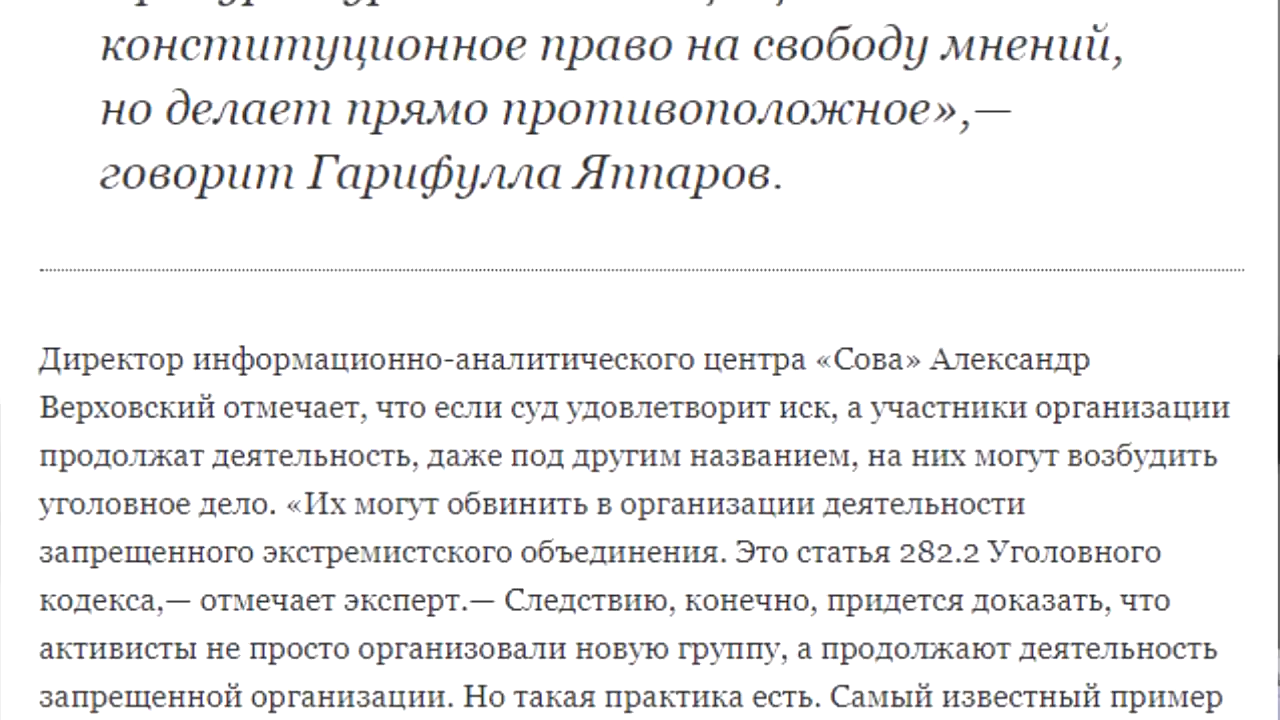 конституционное право на свободу мнений,
но делает прямо противоположное»,—
говорит Гарифулла Яппаров.
Директор информационно-аналитического центра «Сова» Александр
Верховский отмечает, что если суд удовлетворит иск, а участники организации
продолжат деятельность, даже под другим названием, на них могут возбудить
уголовное дело. «Их могут обвинить в организации деятельности
запрещенного экстремистского объединения. Это статья 282.2 Уголовного
кодекса,— отмечает эксперт.— Следствию, конечно, придется доказать, что
активисты не просто организовали новую группу, а продолжают деятельность
запрещенной организации. Но такая практика есть. Самый известный пример